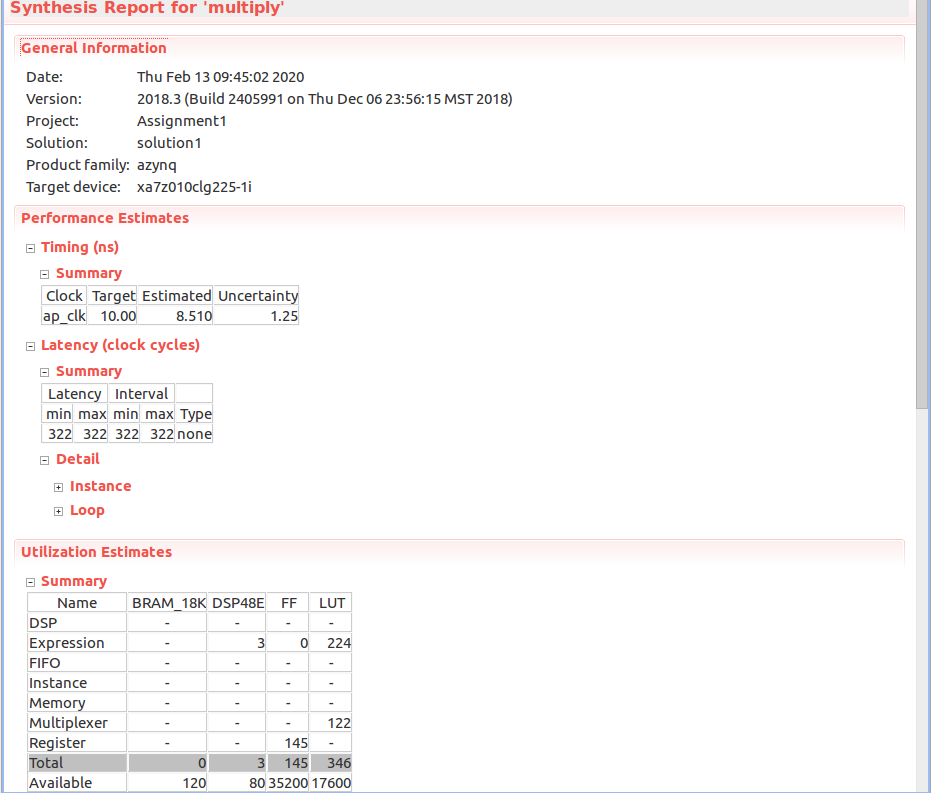 Synthesis Report for 'multiply'
General Information
Date: Thu Feb 13 09:45:02 2020
Version: 2018.3 (Build 2405991 on Thu Dec 06 23:56:15 MST 2018)
Project: Assignment1
Solution: solution1
Product family: azynq
Target device: xa7z010clg225-1i
Performance Estimates
Timing (ns)
Summary
Clock Target Estimated Uncertainty
ap_clk 10.00 8.510 1.25
Latency (clock cycles)
Summary
Latency Interval
min max min max Type
322 322 322 322 none
Detail
Instance
Loop
Utilization Estimates
Summary
Name BRAM_18K DSP48E FF LUT
DSP - - - -
Expression - 3 0 224
FIFO - - - -
Instance - - - -
Memory - - - -
Multiplexer - - - 122
Register - - 145 -
Total 0 3 145 346
Available 120 80 35200 17600